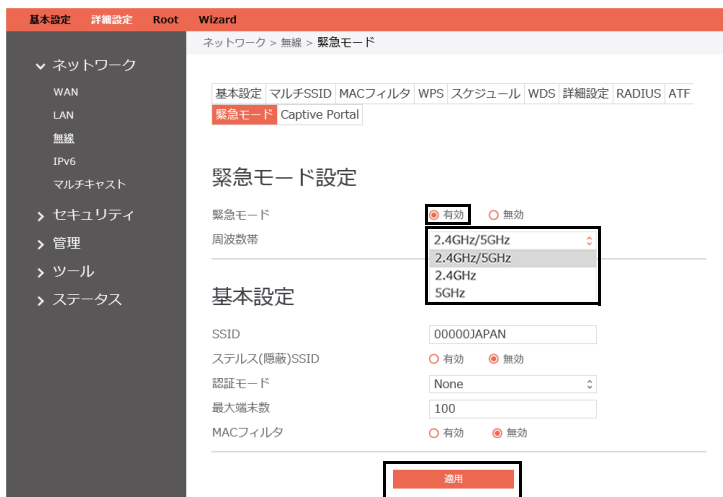 基本設定 詳細設定 Root Wizard
ネットワーク > 無線 > 緊急モード
ネットワーク
WAN
LAN
無線
IPv6
マルチキャスト
セキュリティ
管理
ツール
ステータス
基本設定 マルチSSID MACフィルタ WPS スケジュール WDS 詳細設定 RADIUS ATF
緊急モード Captive Portal
緊急モード設定
緊急モード 有効 無効
周波数帯 2.4GHz/5GHz
2.4GHz/5GHz
2.4GHz
5GHz
基本設定
SSID 00000JAPAN
ステルス(隠蔽)SSID 有効 無効
認証モード None
最大端末数 100
MACフィルタ 有効 無効
適用